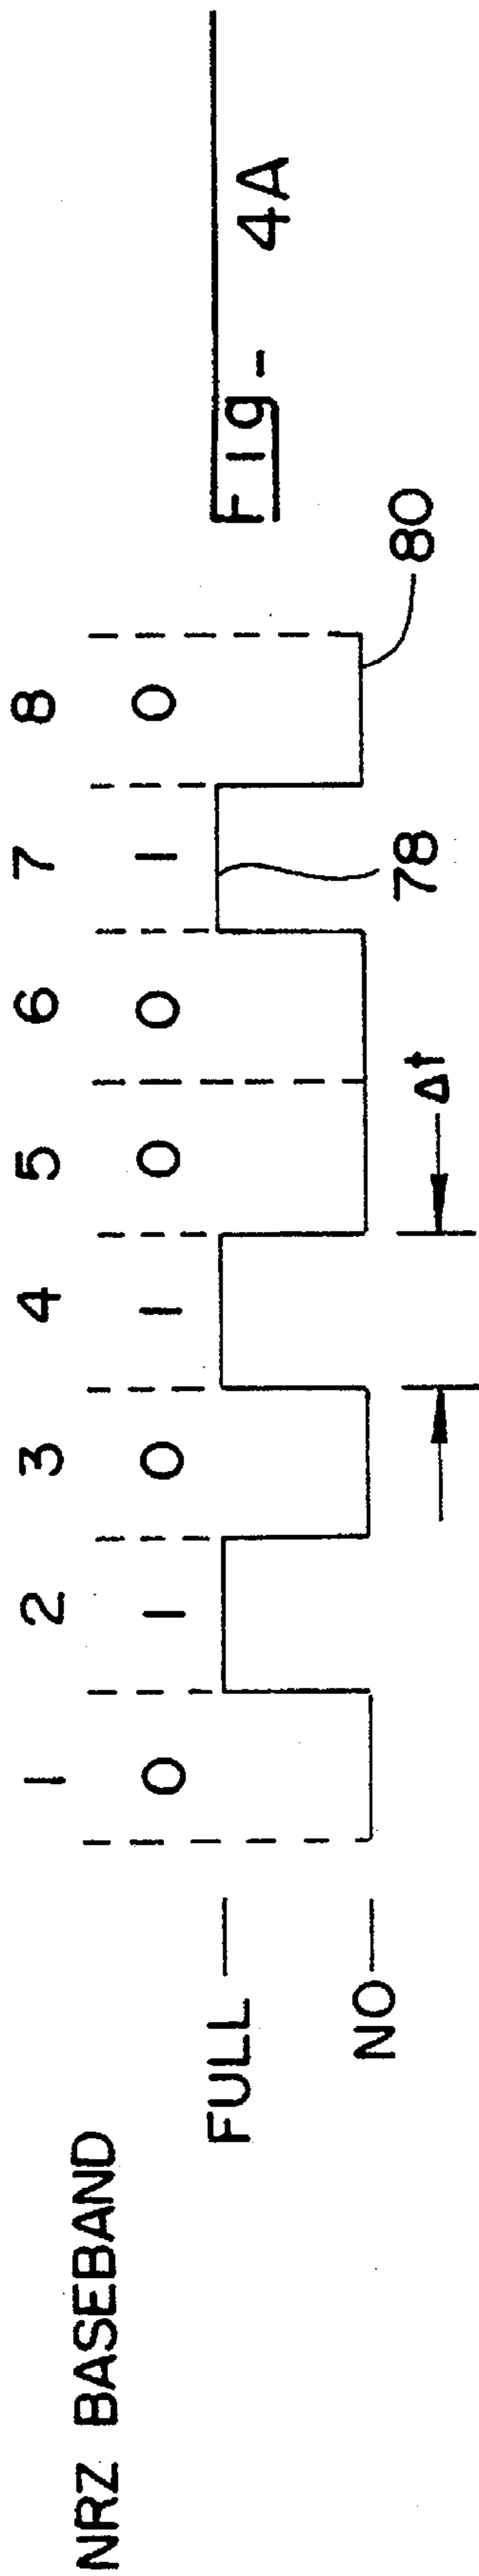 1 2 3 4 5 6 7 8
NRZ BASEBAND
0 1 0 1 0 0 1 0
FULL
NO
Δt
78
80
Fig- 4A